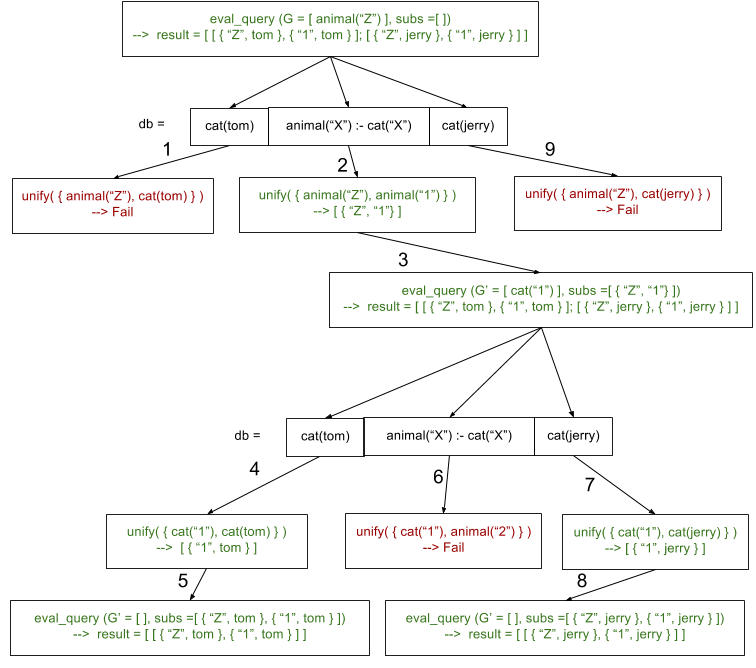 eval_query (G = [ animal(“Z”) ], subs =[ ])
--> result = [ [ { “Z”, tom }, { “1”, tom } ]; [ { “Z”, jerry }, { “1”, jerry } ] ]
db =
cat(tom)
animal(“X”) :- cat(“X”)
cat(jerry)
1
2
9
unify( { animal(“Z”), cat(tom) } )
--> Fail
unify( { animal(“Z”), animal(“1”) } )
--> [ { “Z”, “1”} ]
unify( { animal(“Z”), cat(jerry) } )
--> Fail
3
eval_query (G’ = [ cat(“1”) ], subs =[ { “Z”, “1”} ])
--> result = [ [ { “Z”, tom }, { “1”, tom } ]; [ { “Z”, jerry }, { “1”, jerry } ] ]
db =
cat(tom)
animal(“X”) :- cat(“X”)
cat(jerry)
4
6
7
unify( { cat(“1”), cat(tom) } )
--> [ { “1”, tom } ]
unify( { cat(“1”), animal(“2”) } )
--> Fail
unify( { cat(“1”), cat(jerry) } )
--> [ { “1”, jerry } ]
5
8
eval_query (G’ = [ ], subs =[ { “Z”, tom }, { “1”, tom } ])
--> result = [ [ { “Z”, tom }, { “1”, tom } ] ]
eval_query (G’ = [ ], subs =[ { “Z”, jerry }, { “1”, jerry } ])
--> result = [ [ { “Z”, jerry }, { “1”, jerry } ] ]